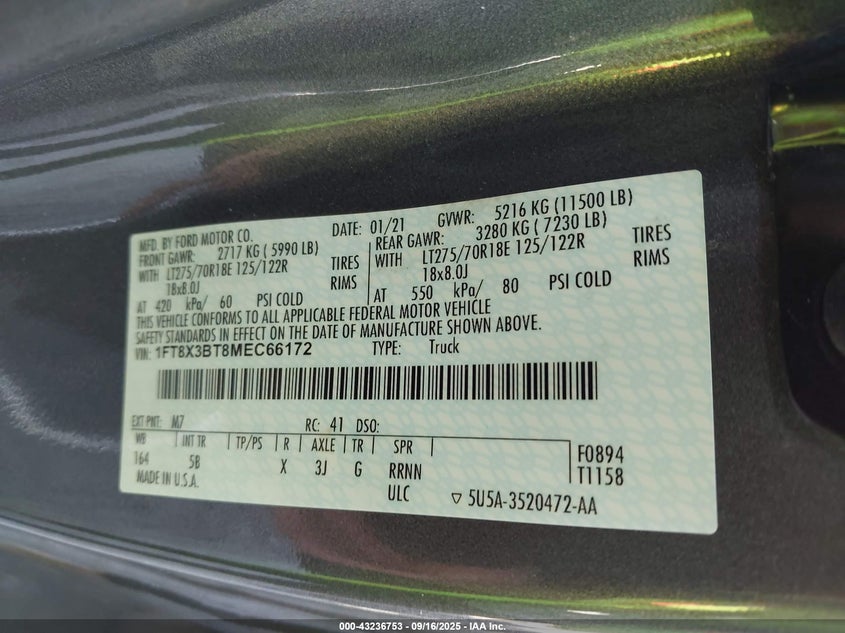 MFD. BY FORD MOTOR CO.
DATE: 01/21 GVWR: 5216 KG (11500 LB)
FRONT GAWR: 2717 KG ( 5990 LB)
REAR GAWR: 3280 KG ( 7230 LB)
WITH LT275/70R18E 125/122R TIRES
WITH LT275/70R18E 125/122R TIRES
18x8.0J RIMS
18x8.0J RIMS
AT 420 kPa/ 60 PSI COLD
AT 550 kPa/ 80 PSI COLD
THIS VEHICLE CONFORMS TO ALL APPLICABLE FEDERAL MOTOR VEHICLE
SAFETY STANDARDS IN EFFECT ON THE DATE OF MANUFACTURE SHOWN ABOVE.
VIN: 1FT8X3BT8MEC66172 TYPE: Truck
EXT PNT: M7 RC: 41 DSO:
WB INT TR TP/PS R AXLE TR SPR
164 5B X 3J G RRNN
F0894
MADE IN U.S.A. ULC T1158
5U5A-3520472-AA
000-43236753 — 09/16/2025 — IAA Inc.